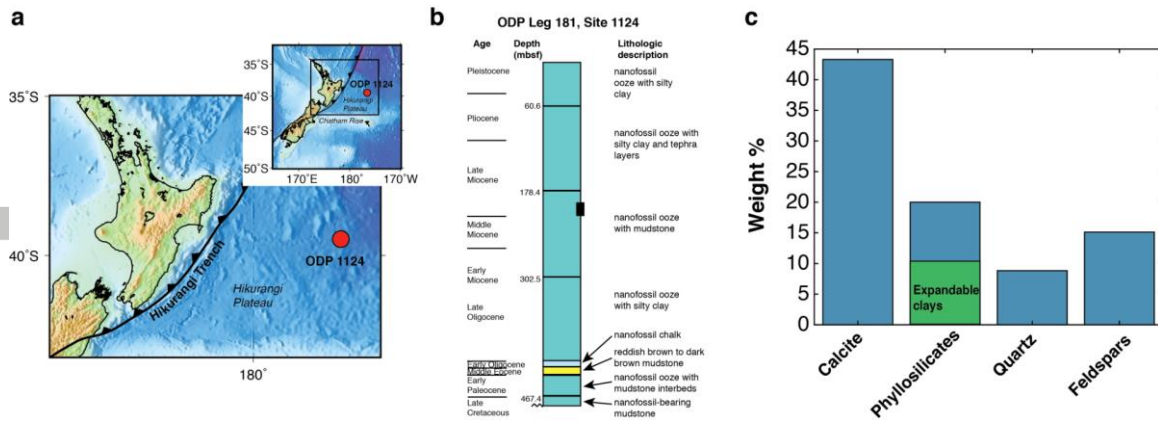 a
35°S
40°S
180°
Hikurangi Trench
Hikurangi
Plateau
ODP 1124
35°S
40°S
45°S
50°S
170°E
180°
170°W
ODP 1124
Hikurangi
Plateau
Chatham Rise
b
ODP Leg 181, Site 1124
Age
Depth
(mbsf)
Lithologic
description
Pleistocene
Pliocene
Late
Miocene
Middle
Miocene
Early
Miocene
Late
Oligocene
Early Oligocene
Middle Eocene
Early
Paleocene
Late
Cretaceous
60.6
178.4
302.5
467.4
nanofossil
ooze with silty
clay
nanofossil ooze with
silty clay and tephra
layers
nanofossil ooze
with mudstone
nanofossil ooze
with silty clay
nanofossil chalk
reddish brown to dark
brown mudstone
nanofossil ooze with
mudstone interbeds
nanofossil-bearing
mudstone
c
Weight %
45
40
35
30
25
20
15
10
5
0
Expandable
clays
Calcite
Phyllosilicates
Quartz
Feldspars